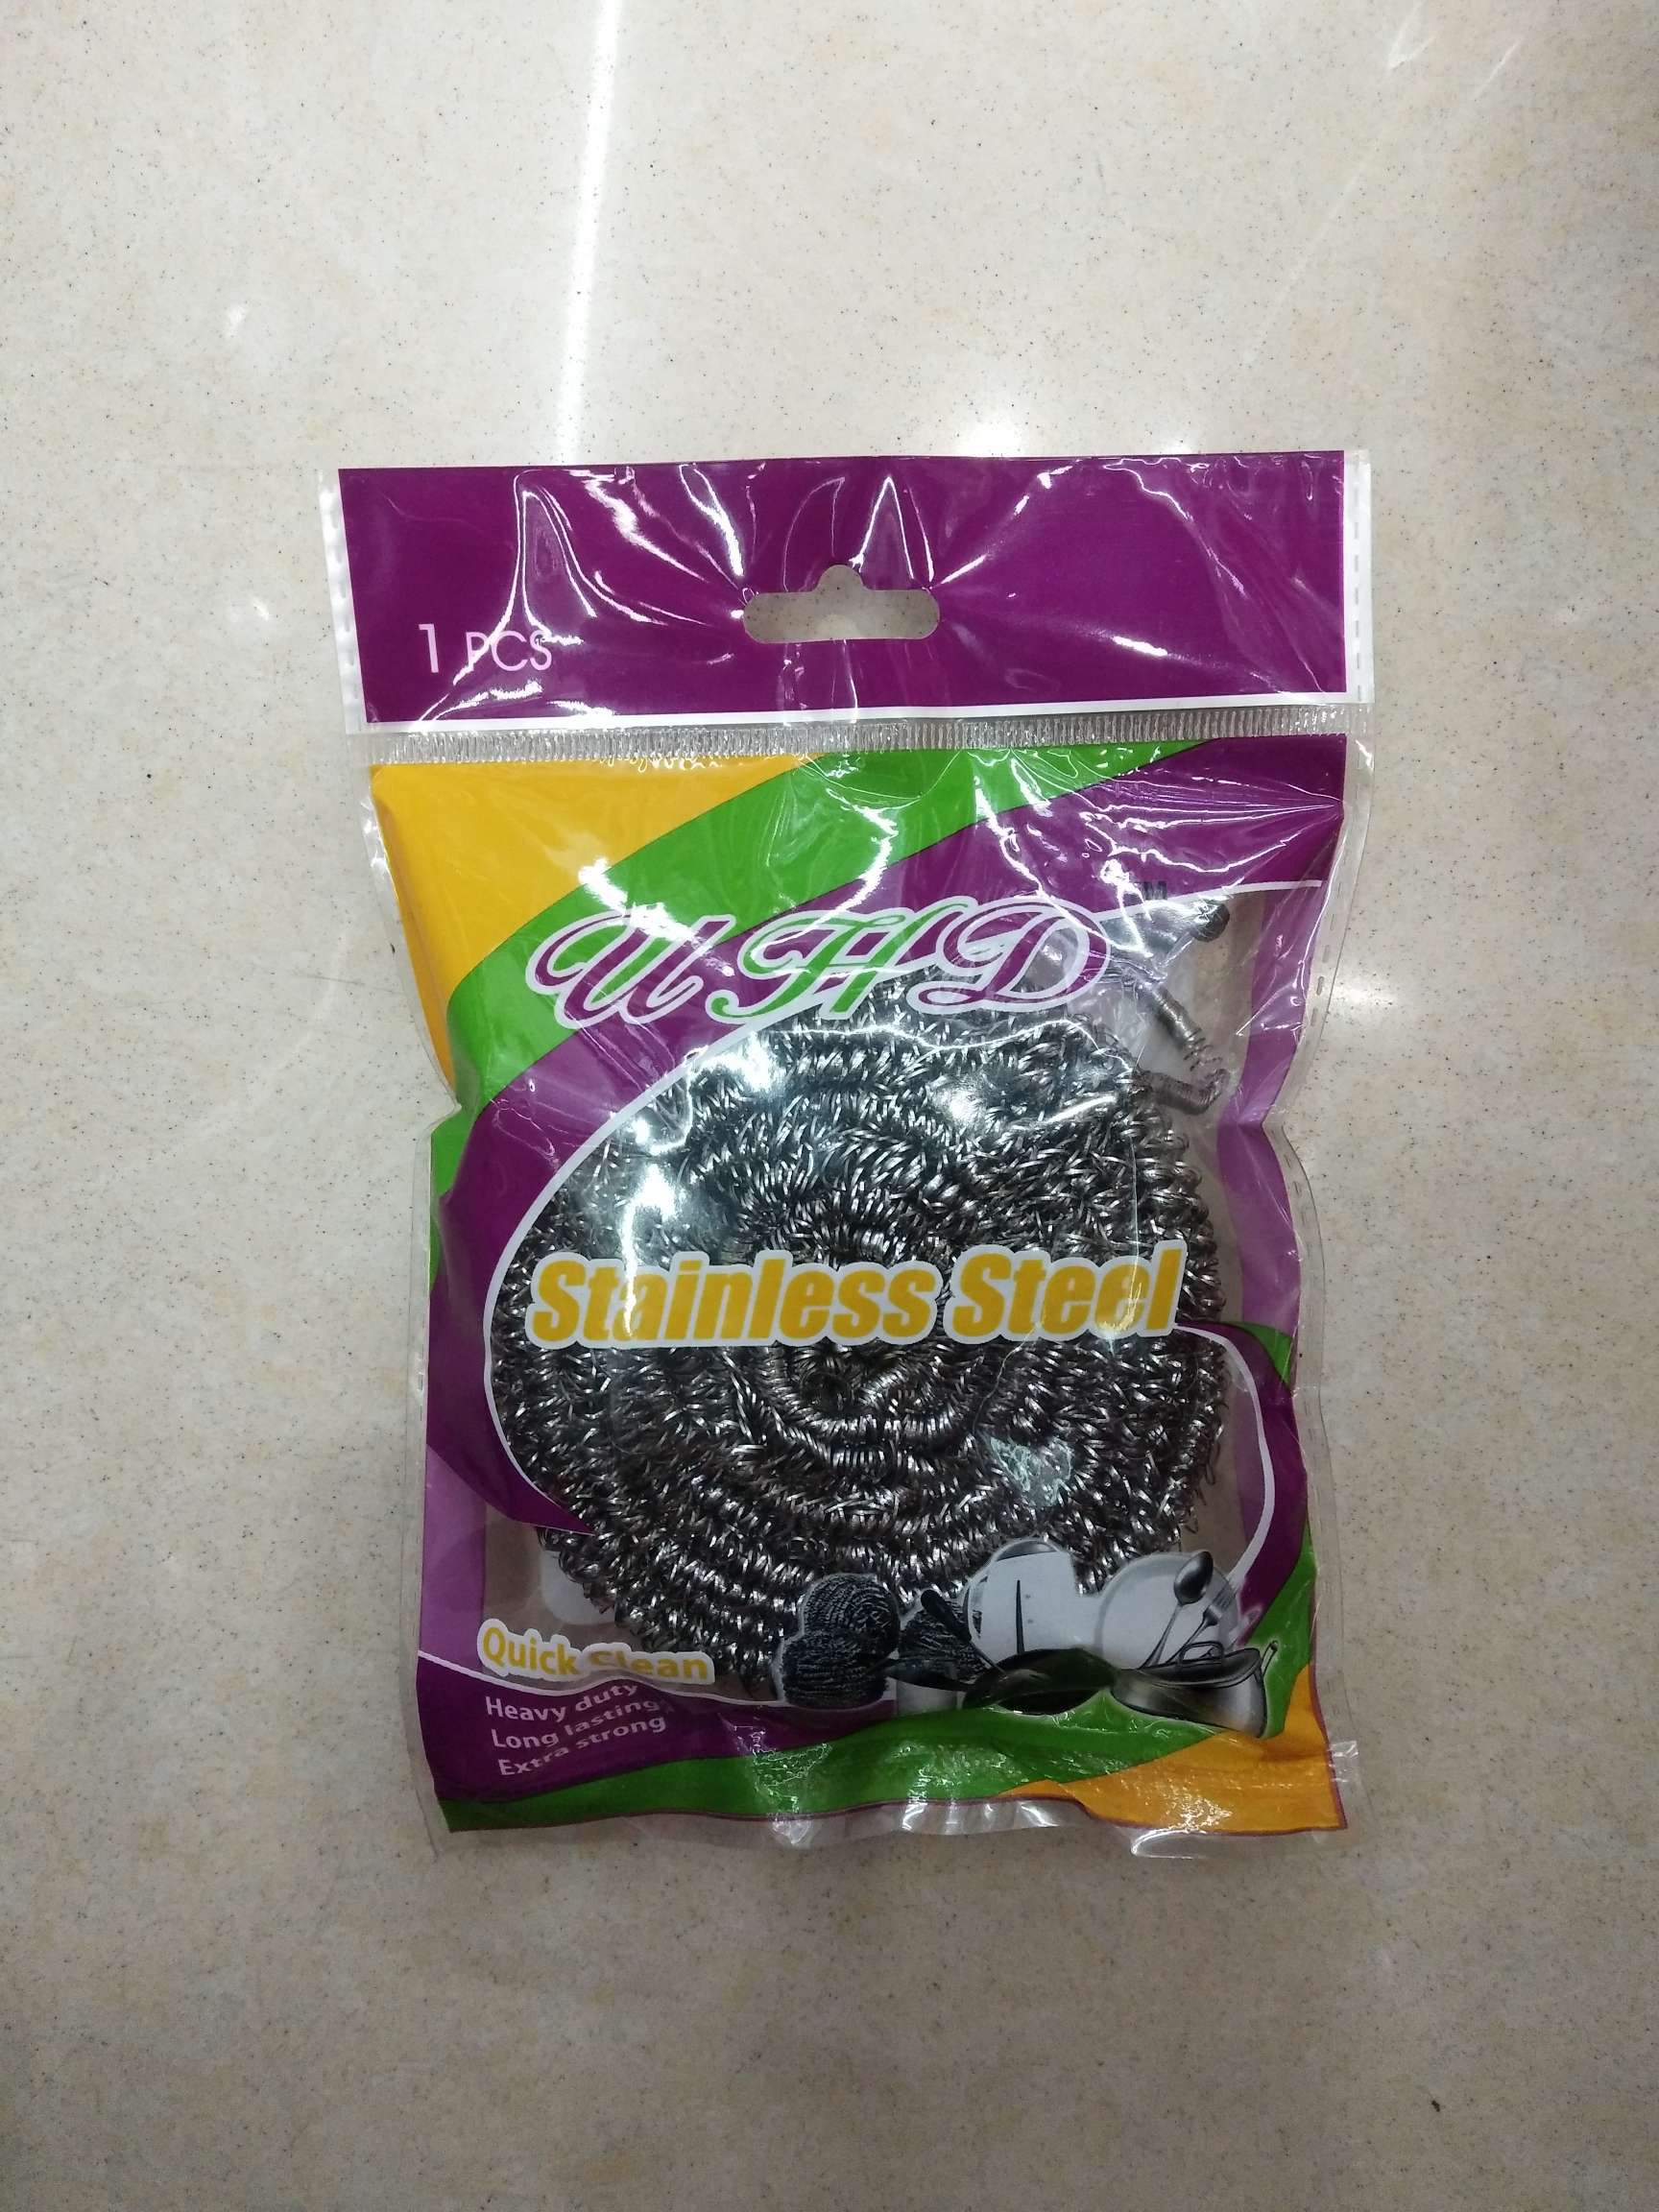 1 PCS
UHD
Stainless Steel
Quick Clean
Heavy duty
Long lasting
Extra strong